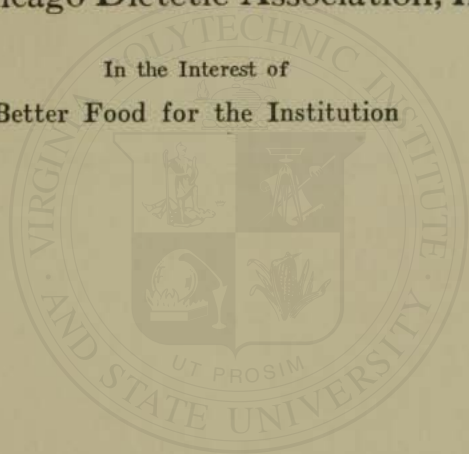 icago Dietetic Association, I
In the Interest of
Better Food for the Institution
VIRGINIA POLYTECHNIC INSTITUTE
AND STATE UNIVERSITY
UT PROSIM